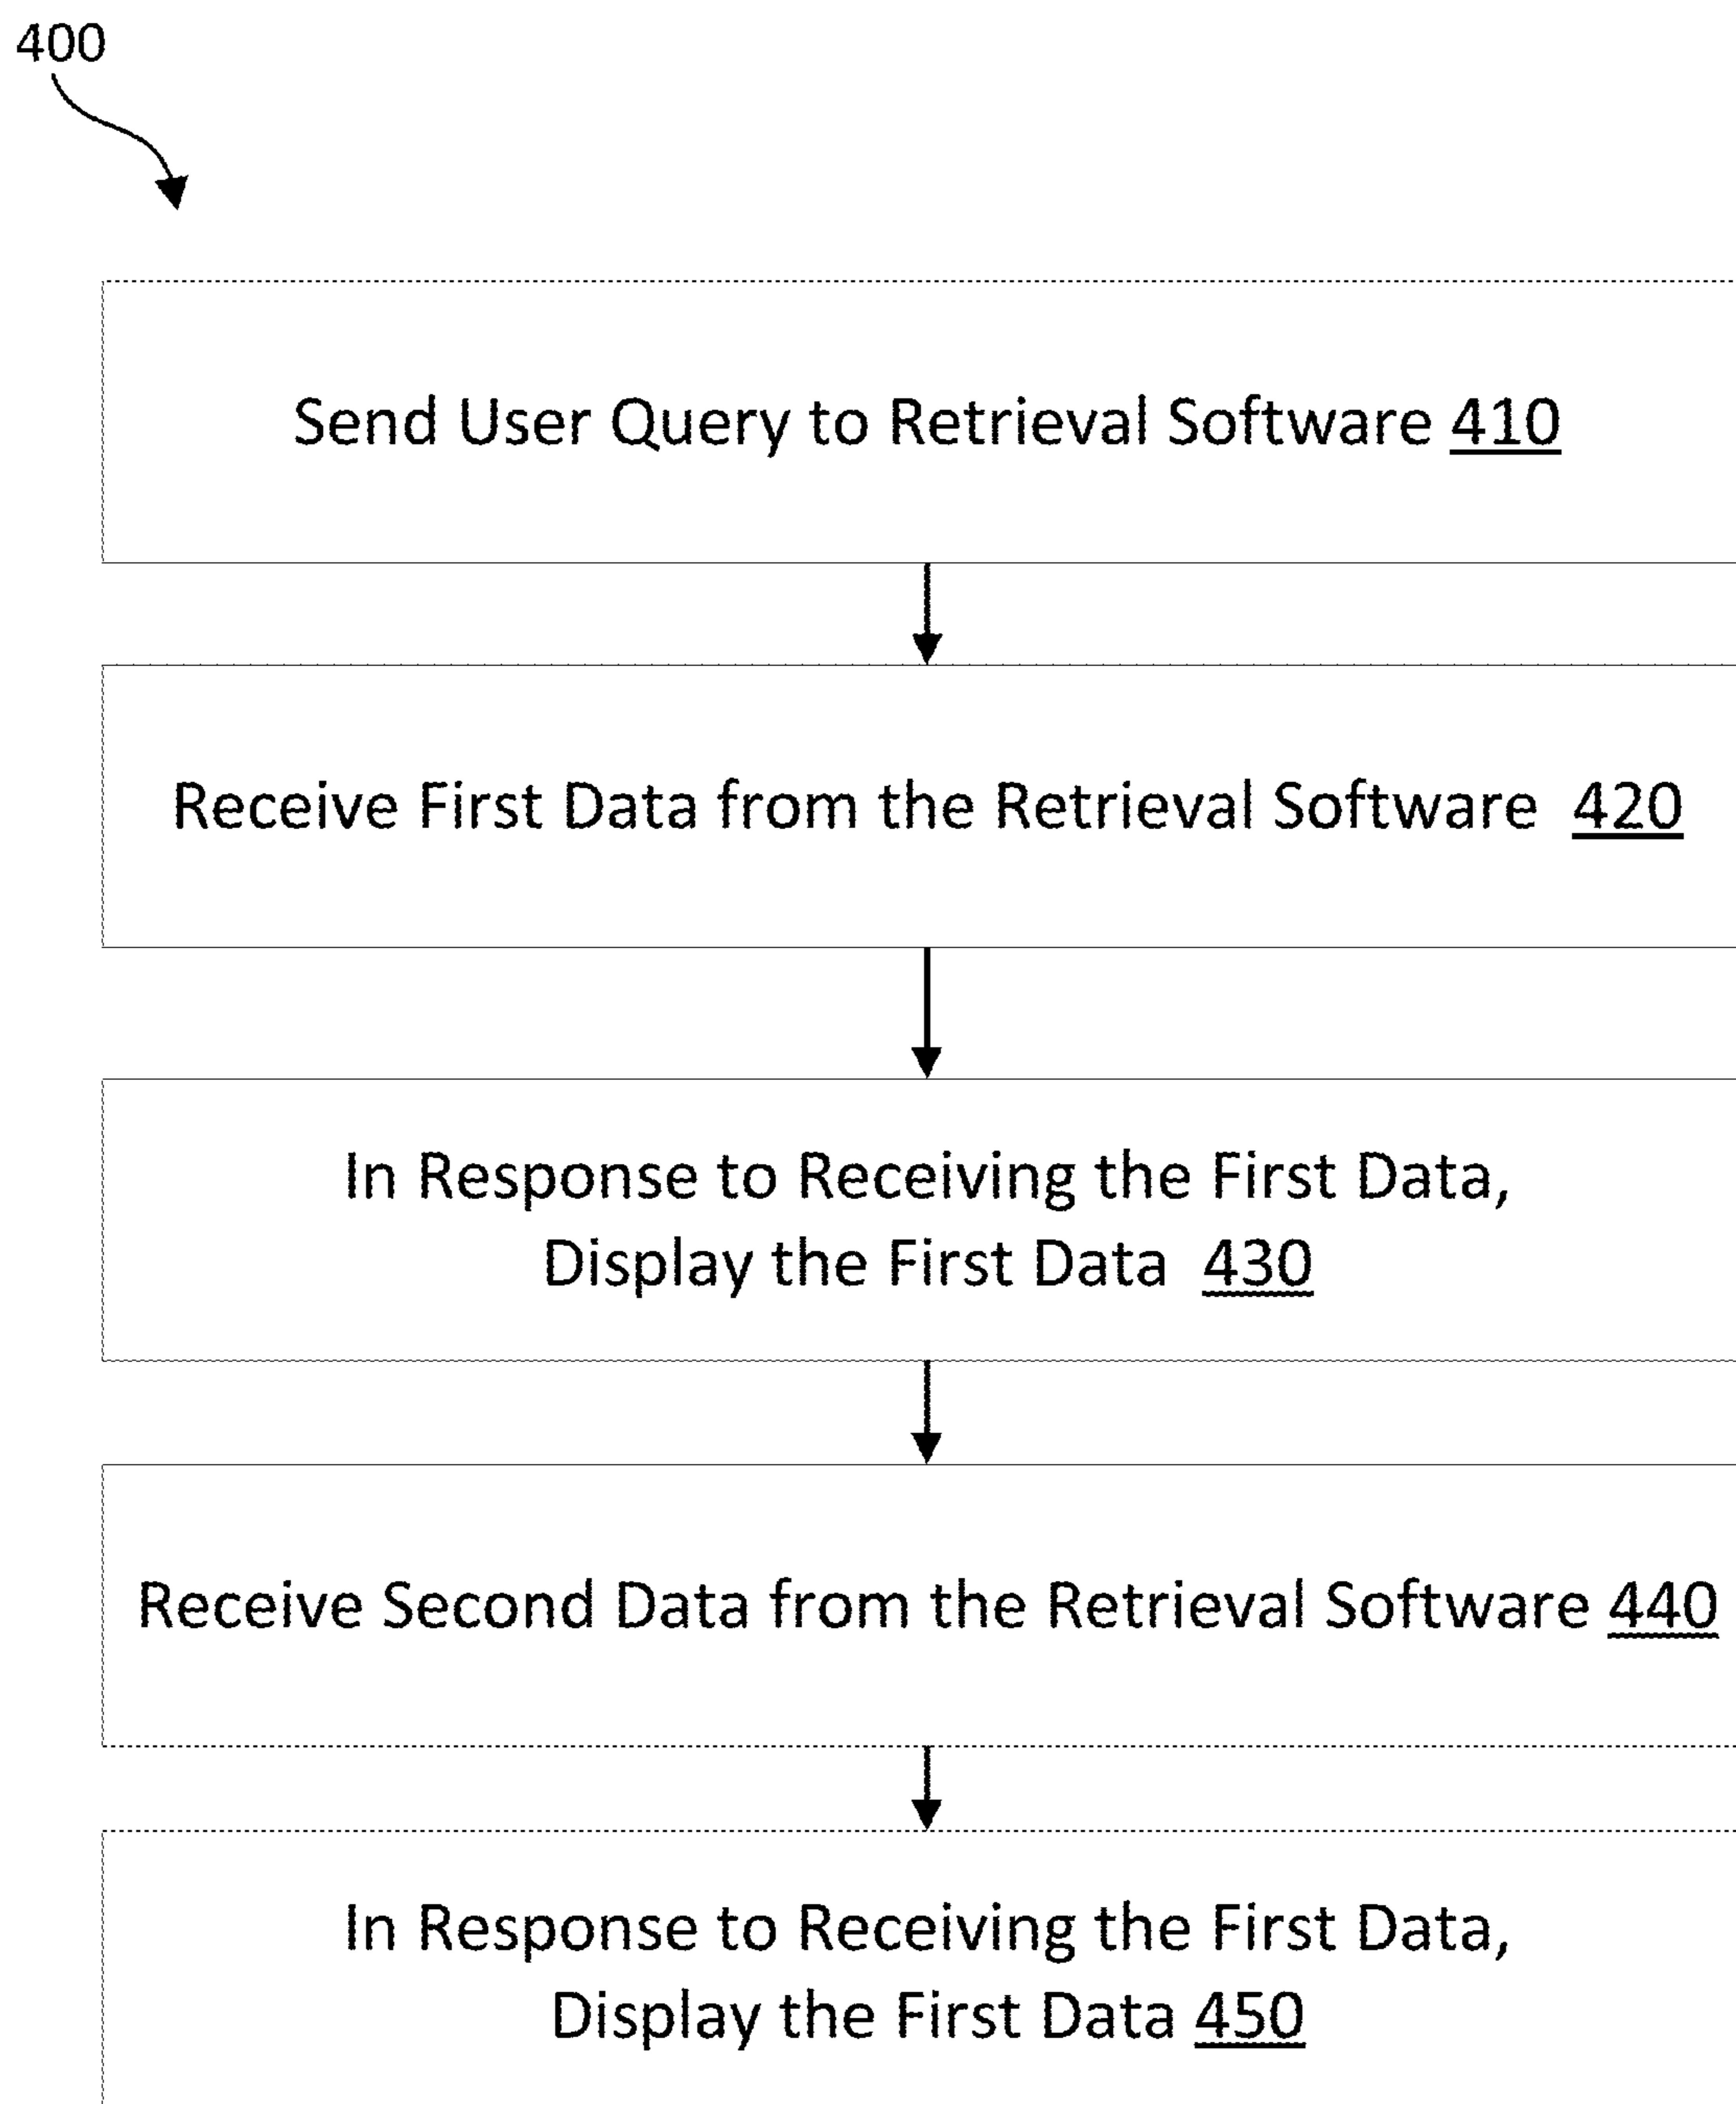 400
Send User Query to Retrieval Software 410
Receive First Data from the Retrieval Software 420
In Response to Receiving the First Data,
Display the First Data 430
Receive Second Data from the Retrieval Software 440
In Response to Receiving the First Data,
Display the First Data 450